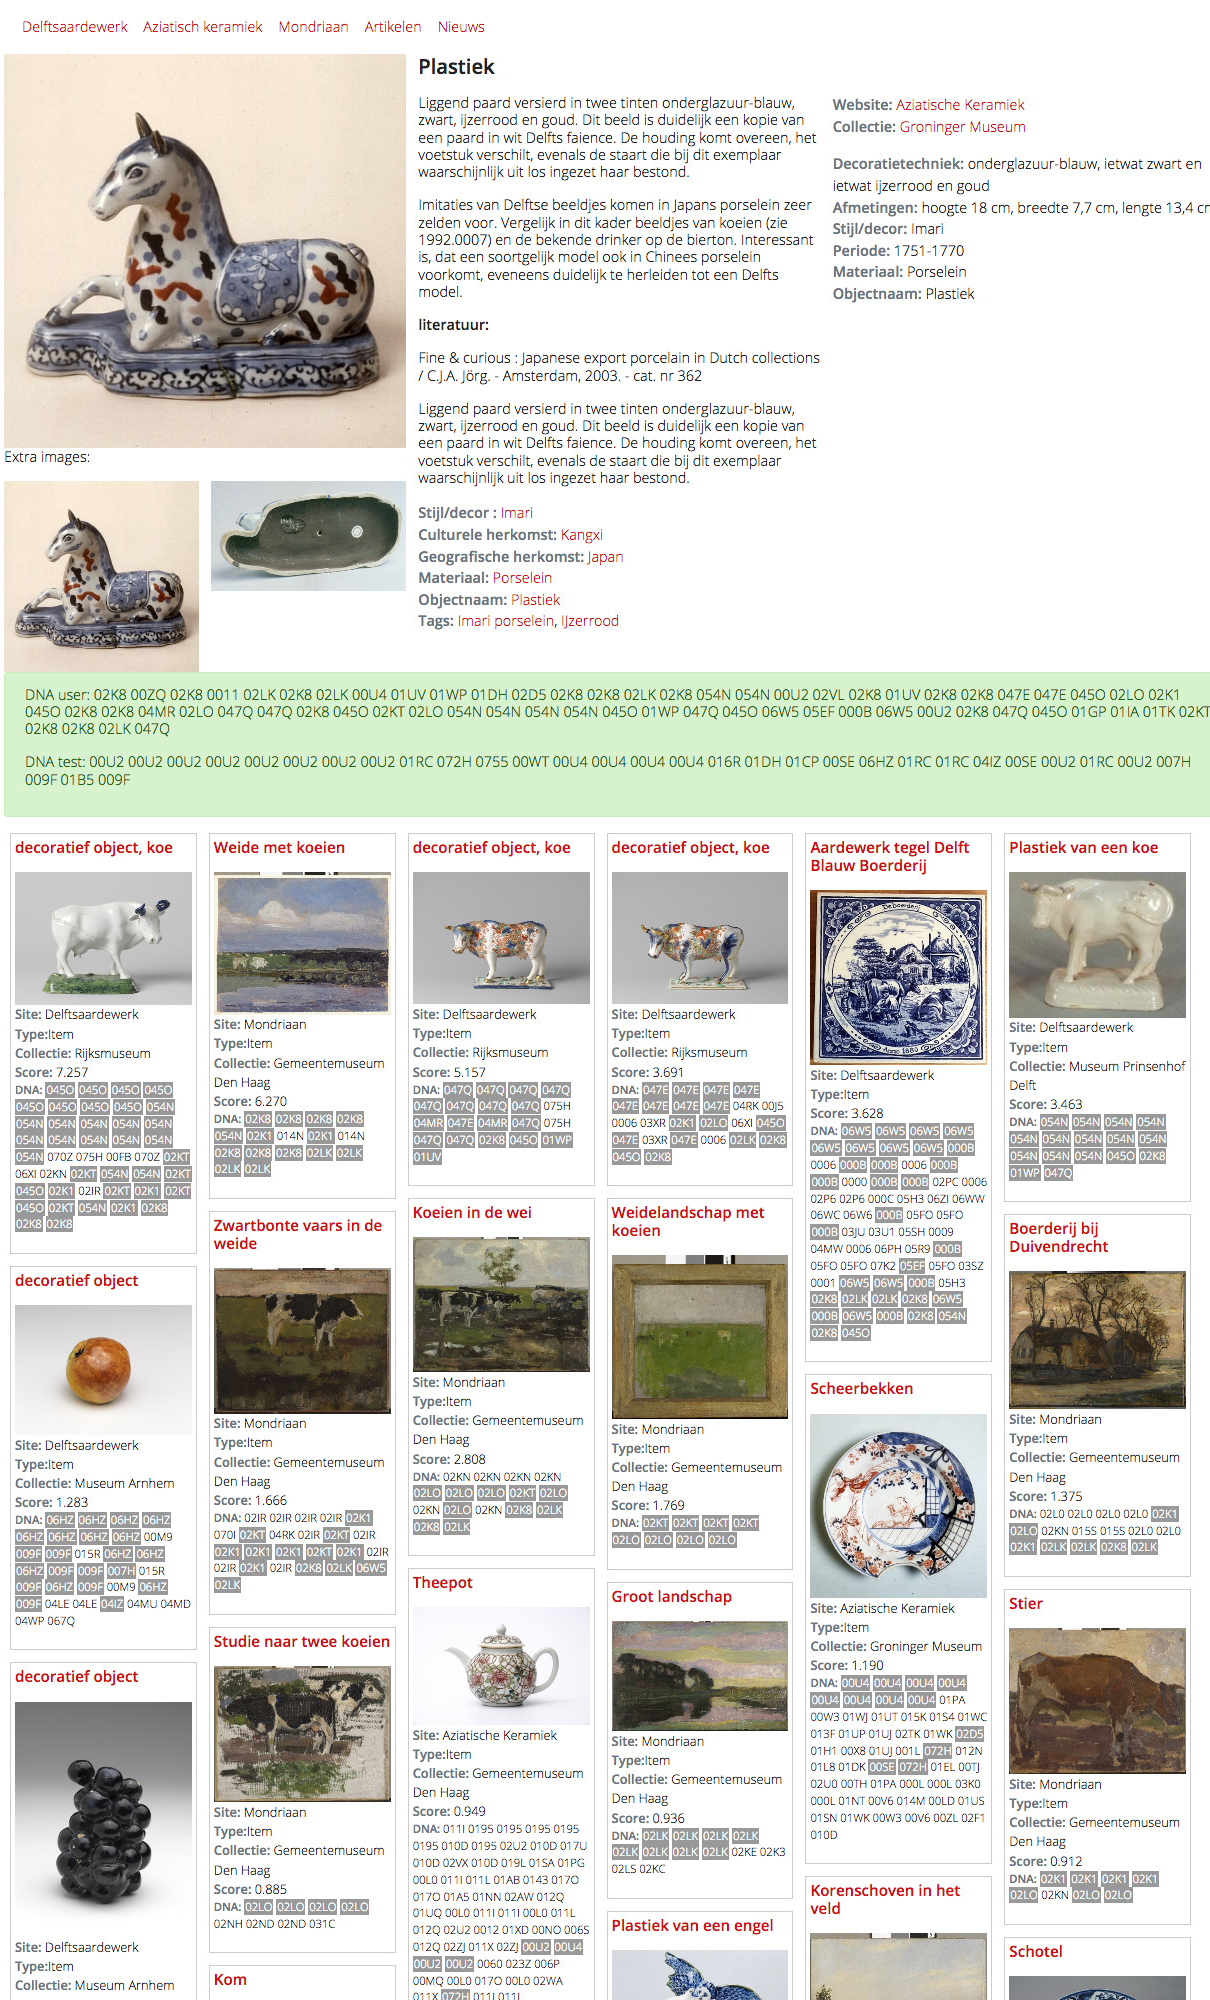 Delftsaardewerk Aziatisch keramiek Mondriaan Artikelen Nieuws
Plastiek
Liggend paard versierd in twee tinten onderglazuur-blauw,
zwart, ijzerrood en goud. Dit beeld is duidelijk een kopie van
een paard in wit Delfts faience. De houding komt overeen, het
voetstuk verschilt, evenals de staart die bij dit exemplaar
waarschijnlijk uit los ingezet haar bestond.
Imitaties van Delftse beeldjes komen in Japans porselein zeer
zelden voor. Vergelijk in dit kader beeldjes van koeien (zie
1992.0007) en de bekende drinker op de bierton. Interessant
is, dat een soortgelijk model ook in Chinees porselein
voorkomt, eveneens duidelijk te herleiden tot een Delfts
model.
literatuur:
Fine & curious : Japanese export porcelain in Dutch collections
/ C.J.A. Jörg. - Amsterdam, 2003. - cat. nr 362
Liggend paard versierd in twee tinten onderglazuur-blauw,
zwart, ijzerrood en goud. Dit beeld is duidelijk een kopie van
een paard in wit Delfts faience. De houding komt overeen, het
voetstuk verschilt, evenals de staart die bij dit exemplaar
waarschijnlijk uit los ingezet haar bestond.
Stijl/decor : Imari
Culturele herkomst: Kangxi
Geografische herkomst: Japan
Materiaal: Porselein
Objectnaam: Plastiek
Tags: Imari porselein, IJzerrood
Website: Aziatische Keramiek
Collectie: Groninger Museum
Decoratietechniek: onderglazuur-blauw, ietwat zwart en
ietwat ijzerrood en goud
Afmetingen: hoogte 18 cm, breedte 7,7 cm, lengte 13,4 cm
Stijl/decor: Imari
Periode: 1751-1770
Materiaal: Porselein
Objectnaam: Plastiek
Extra images:
DNA user: 02K8 00ZQ 02K8 0011 02LK 02K8 02LK 00U4 01UV 01WP 01DH 02D5 02K8 02K8 02LK 02K8 054N 054N 00U2 02VL 02K8 01UV 02K8 02K8 047E 047E 045O 02LO 02K1
045O 02K8 02K8 04MR 02LO 047Q 047Q 02K8 045O 02KT 02LO 054N 054N 054N 054N 045O 01WP 047Q 045O 06W5 05EF 000B 06W5 00U2 02K8 047Q 045O 01GP 01IA 01TK 02KT
02K8 02K8 02LK 047Q
DNA test: 00U2 00U2 00U2 00U2 00U2 00U2 00U2 00U2 01RC 072H 0755 00WT 00U4 00U4 00U4 00U4 016R 01DH 01CP 00SE 06HZ 01RC 01RC 04IZ 00SE 00U2 01RC 00U2 007H
009F 01B5 009F
decoratief object, koe
Site: Delftsaardewerk
Type:Item
Collectie: Rijksmuseum
Score: 7.257
DNA: 045O 045O 045O 045O
045O 045O 045O 045O 054N
054N 054N 054N 054N 054N
054N 054N 054N 054N 054N
054N 070Z 075H 00FB 070Z 02KT
06XI 02KN 02KT 054N 054N 02KT
045O 02K1 02IR 02KT 02K1 02KT
045O 02KT 054N 02K1 02K8
02K8 02K8
decoratief object
Site: Delftsaardewerk
Type:Item
Collectie: Museum Arnhem
Score: 1.283
DNA: 06HZ 06HZ 06HZ 06HZ
06HZ 06HZ 06HZ 06HZ 00M9
009F 009F 015R 06HZ 06HZ
06HZ 009F 009F 007H 015R
009F 06HZ 009F 00M9 06HZ
009F 04LE 04LE 04IZ 04MU 04MD
04WP 067Q
decoratief object
Site: Delftsaardewerk
Type:Item
Collectie: Museum Arnhem
Weide met koeien
Site: Mondriaan
Type:Item
Collectie: Gemeentemuseum
Den Haag
Score: 6.270
DNA: 02K8 02K8 02K8 02K8
054N 02K1 014N 02K1 014N
02K8 02K8 02K8 02LK 02LK
02LK 02LK
Zwartbonte vaars in de
weide
Site: Mondriaan
Type:Item
Collectie: Gemeentemuseum
Den Haag
Score: 1.666
DNA: 02IR 02IR 02IR 02IR 02K1
070I 02KT 04RK 02IR 02KT 02IR
02K1 02K1 02K1 02KT 02K1 02IR
02IR 02K1 02IR 02K8 02LK 06W5
02LK
Studie naar twee koeien
Site: Mondriaan
Type:Item
Collectie: Gemeentemuseum
Den Haag
Score: 0.885
DNA: 02LO 02LO 02LO 02LO
02NH 02ND 02ND 031C
Kom
decoratief object, koe
Site: Delftsaardewerk
Type:Item
Collectie: Rijksmuseum
Score: 5.157
DNA: 047Q 047Q 047Q 047Q
047Q 047Q 047Q 047Q 075H
04MR 047E 04MR 047Q 075H
047Q 047Q 02K8 045O 01WP
01UV
Koeien in de wei
Site: Mondriaan
Type:Item
Collectie: Gemeentemuseum
Den Haag
Score: 2.808
DNA: 02KN 02KN 02KN 02KN
02LO 02LO 02LO 02KT 02LO
02KN 02LO 02KN 02K8 02LK
02K8 02LK
Theepot
Site: Aziatische Keramiek
Type:Item
Collectie: Gemeentemuseum
Den Haag
Score: 0.949
DNA: 011I 0195 0195 0195 0195
0195 010D 0195 02U2 010D 017U
010D 02VX 010D 019L 01SA 01PG
00L0 011I 011L 01AB 0143 017O
017O 01A5 01NN 02AW 012Q
01UQ 00L0 011I 011I 00L0 011L
012Q 02U2 0012 01XD 00NO 006S
012Q 02ZJ 011X 02ZJ 00U2 00U4
00U2 00U2 0060 023Z 006P
00MQ 00L0 017O 00L0 02WA
011X 072H 011I 011I
decoratief object, koe
Site: Delftsaardewerk
Type:Item
Collectie: Rijksmuseum
Score: 3.691
DNA: 047E 047E 047E 047E
047E 047E 047E 047E 04RK 00J5
0006 03XR 02K1 02LO 06XI 045O
047E 03XR 047E 0006 02LK 02K8
045O 02K8
Weidelandschap met
koeien
Site: Mondriaan
Type:Item
Collectie: Gemeentemuseum
Den Haag
Score: 1.769
DNA: 02KT 02KT 02KT 02KT
02LO 02LO 02LO 02LO
Groot landschap
Site: Mondriaan
Type:Item
Collectie: Gemeentemuseum
Den Haag
Score: 0.936
DNA: 02LK 02LK 02LK 02LK
02LK 02LK 02LK 02LK 02KE 02K3
02LS 02KC
Plastiek van een engel
Aardewerk tegel Delft
Blauw Boerderij
De boerderij
Anno 1880
Site: Delftsaardewerk
Type:Item
Score: 3.628
DNA: 06W5 06W5 06W5 06W5
06W5 06W5 06W5 06W5 000B
0006 000B 000B 0006 000B
000B 0000 000B 000B 02PC 0006
02P6 02P6 000C 05H3 06ZI 06WW
06WC 06W6 000B 05FO 05FO
000B 03JU 03U1 05SH 0009
04MW 0006 06PH 05R9 000B
05FO 05FO 07K2 05EF 05FO 03SZ
0001 06W5 06W5 000B 05H3
02K8 02LK 02LK 02K8 06W5
000B 06W5 000B 02K8 054N
02K8 045O
Scheerbekken
Site: Aziatische Keramiek
Type:Item
Collectie: Groninger Museum
Score: 1.190
DNA: 00U4 00U4 00U4 00U4
00U4 00U4 00U4 00U4 01PA
00W3 01WJ 01UT 015K 01S4 01WC
013F 01UP 01UJ 02TK 01WK 02D5
01H1 00X8 01UJ 001L 072H 012N
01L8 01DK 00SE 072H 01EL 00TJ
02U0 00TH 01PA 000L 000L 03K0
000L 01NT 00V6 014M 00LD 01US
01SN 01WK 00W3 00V6 00ZL 02F1
010D
Korenschoven in het
veld
Plastiek van een koe
Site: Delftsaardewerk
Type:Item
Collectie: Museum Prinsenhof
Delft
Score: 3.463
DNA: 054N 054N 054N 054N
054N 054N 054N 054N 054N
054N 054N 054N 045O 02K8
01WP 047Q
Boerderij bij
Duivendrecht
Site: Mondriaan
Type:Item
Collectie: Gemeentemuseum
Den Haag
Score: 1.375
DNA: 02L0 02L0 02L0 02L0 02K1
02LO 02KN 015S 015S 02L0 02L0
02K1 02LK 02LK 02K8 02LK
Stier
Site: Mondriaan
Type:Item
Collectie: Gemeentemuseum
Den Haag
Score: 0.912
DNA: 02K1 02K1 02K1 02K1
02LO 02KN 02LO 02LO
Schotel